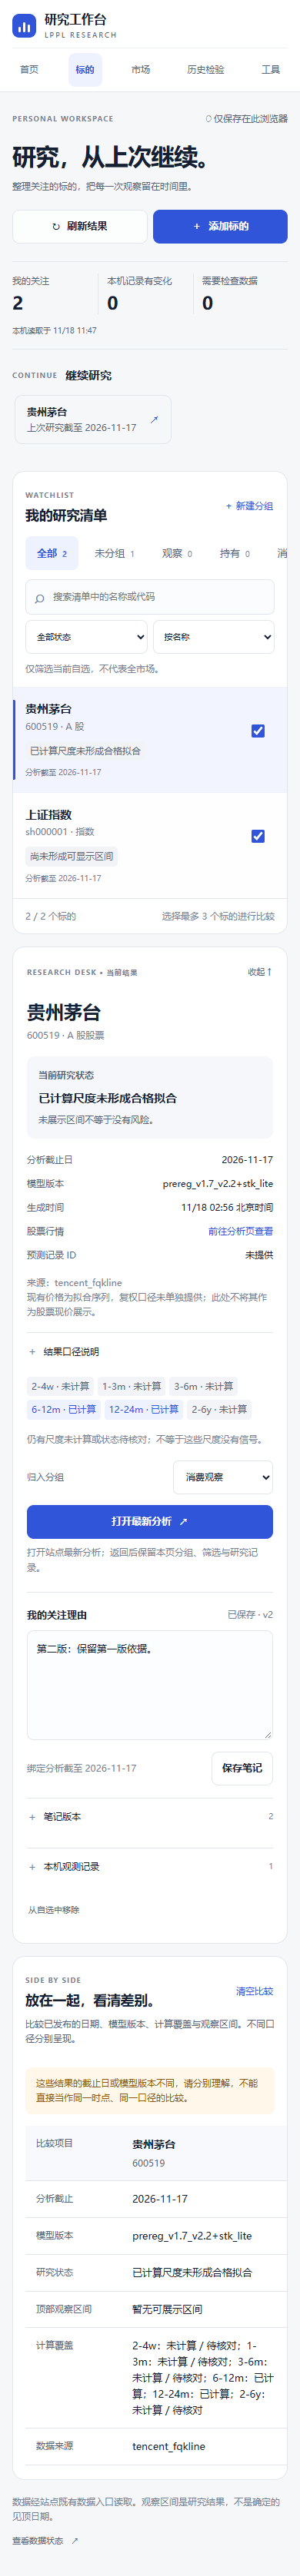 研究工作台
LPPL RESEARCH
首页 标的 市场 历史检验 工具
PERSONAL WORKSPACE 仅保存在此浏览器
研究，从上次继续。
整理关注的标的，把每一次观察留在时间里。
↻ 刷新结果 + 添加标的
我的关注 本机记录有变化 需要检查数据
2 0 0
本机读取于 11/18 11:47
CONTINUE 继续研究
贵州茅台
上次研究截至 2026-11-17 ↗
WATCHLIST
我的研究清单 + 新建分组
全部 2 未分组 1 观察 0 持有 0 消
搜索清单中的名称或代码
全部状态 按名称
仅筛选当前自选，不代表全市场。
贵州茅台
600519 · A 股
已计算尺度未形成合格拟合
分析截至 2026-11-17
上证指数
sh000001 · 指数
尚未形成可显示区间
分析截至 2026-11-17
2 / 2 个标的 选择最多 3 个标的进行比较
RESEARCH DESK • 当前结果 收起 ↑
贵州茅台
600519 · A 股股票
当前研究状态
已计算尺度未形成合格拟合
未展示区间不等于没有风险。
分析截止日 2026-11-17
模型版本 prereg_v1.7_v2.2+stk_lite
生成时间 11/18 02:56 北京时间
股票行情 前往分析页查看
预测记录 ID 未提供
来源：tencent_fqkline
现有价格为拟合序列，复权口径未单独提供；此处不将其作
为股票现价展示。
+ 结果口径说明
2-4w · 未计算 1-3m · 未计算 3-6m · 未计算
6-12m · 已计算 12-24m · 已计算 2-6y · 未计算
仍有尺度未计算或状态待核对；不等于这些尺度没有信号。
归入分组 消费观察
打开最新分析 ↗
打开站点最新分析；返回后保留本页分组、筛选与研究记
录。
我的关注理由 已保存 · v2
第二版：保留第一版依据。
绑定分析截至 2026-11-17 保存笔记
+ 笔记版本 2
+ 本机观测记录 1
从自选中移除
SIDE BY SIDE
放在一起，看清差别。 清空比较
比较已发布的日期、模型版本、计算覆盖与观察区间。不同口
径分别呈现。
这些结果的截止日或模型版本不同，请分别理解，不能
直接当作同一时点、同一口径的比较。
比较项目 贵州茅台
600519
分析截止 2026-11-17
模型版本 prereg_v1.7_v2.2+stk_lite
研究状态 已计算尺度未形成合格拟合
顶部观察区间 暂无可展示区间
计算覆盖 2-4w：未计算 / 待核对；1-
3m：未计算 / 待核对；3-6m：
未计算 / 待核对；6-12m：已计
算；12-24m：已计算；2-6y：
未计算 / 待核对
数据来源 tencent_fqkline
数据经站点既有数据入口读取。观察区间是研究结果，不是确定的
见顶日期。
查看数据状态 ↗